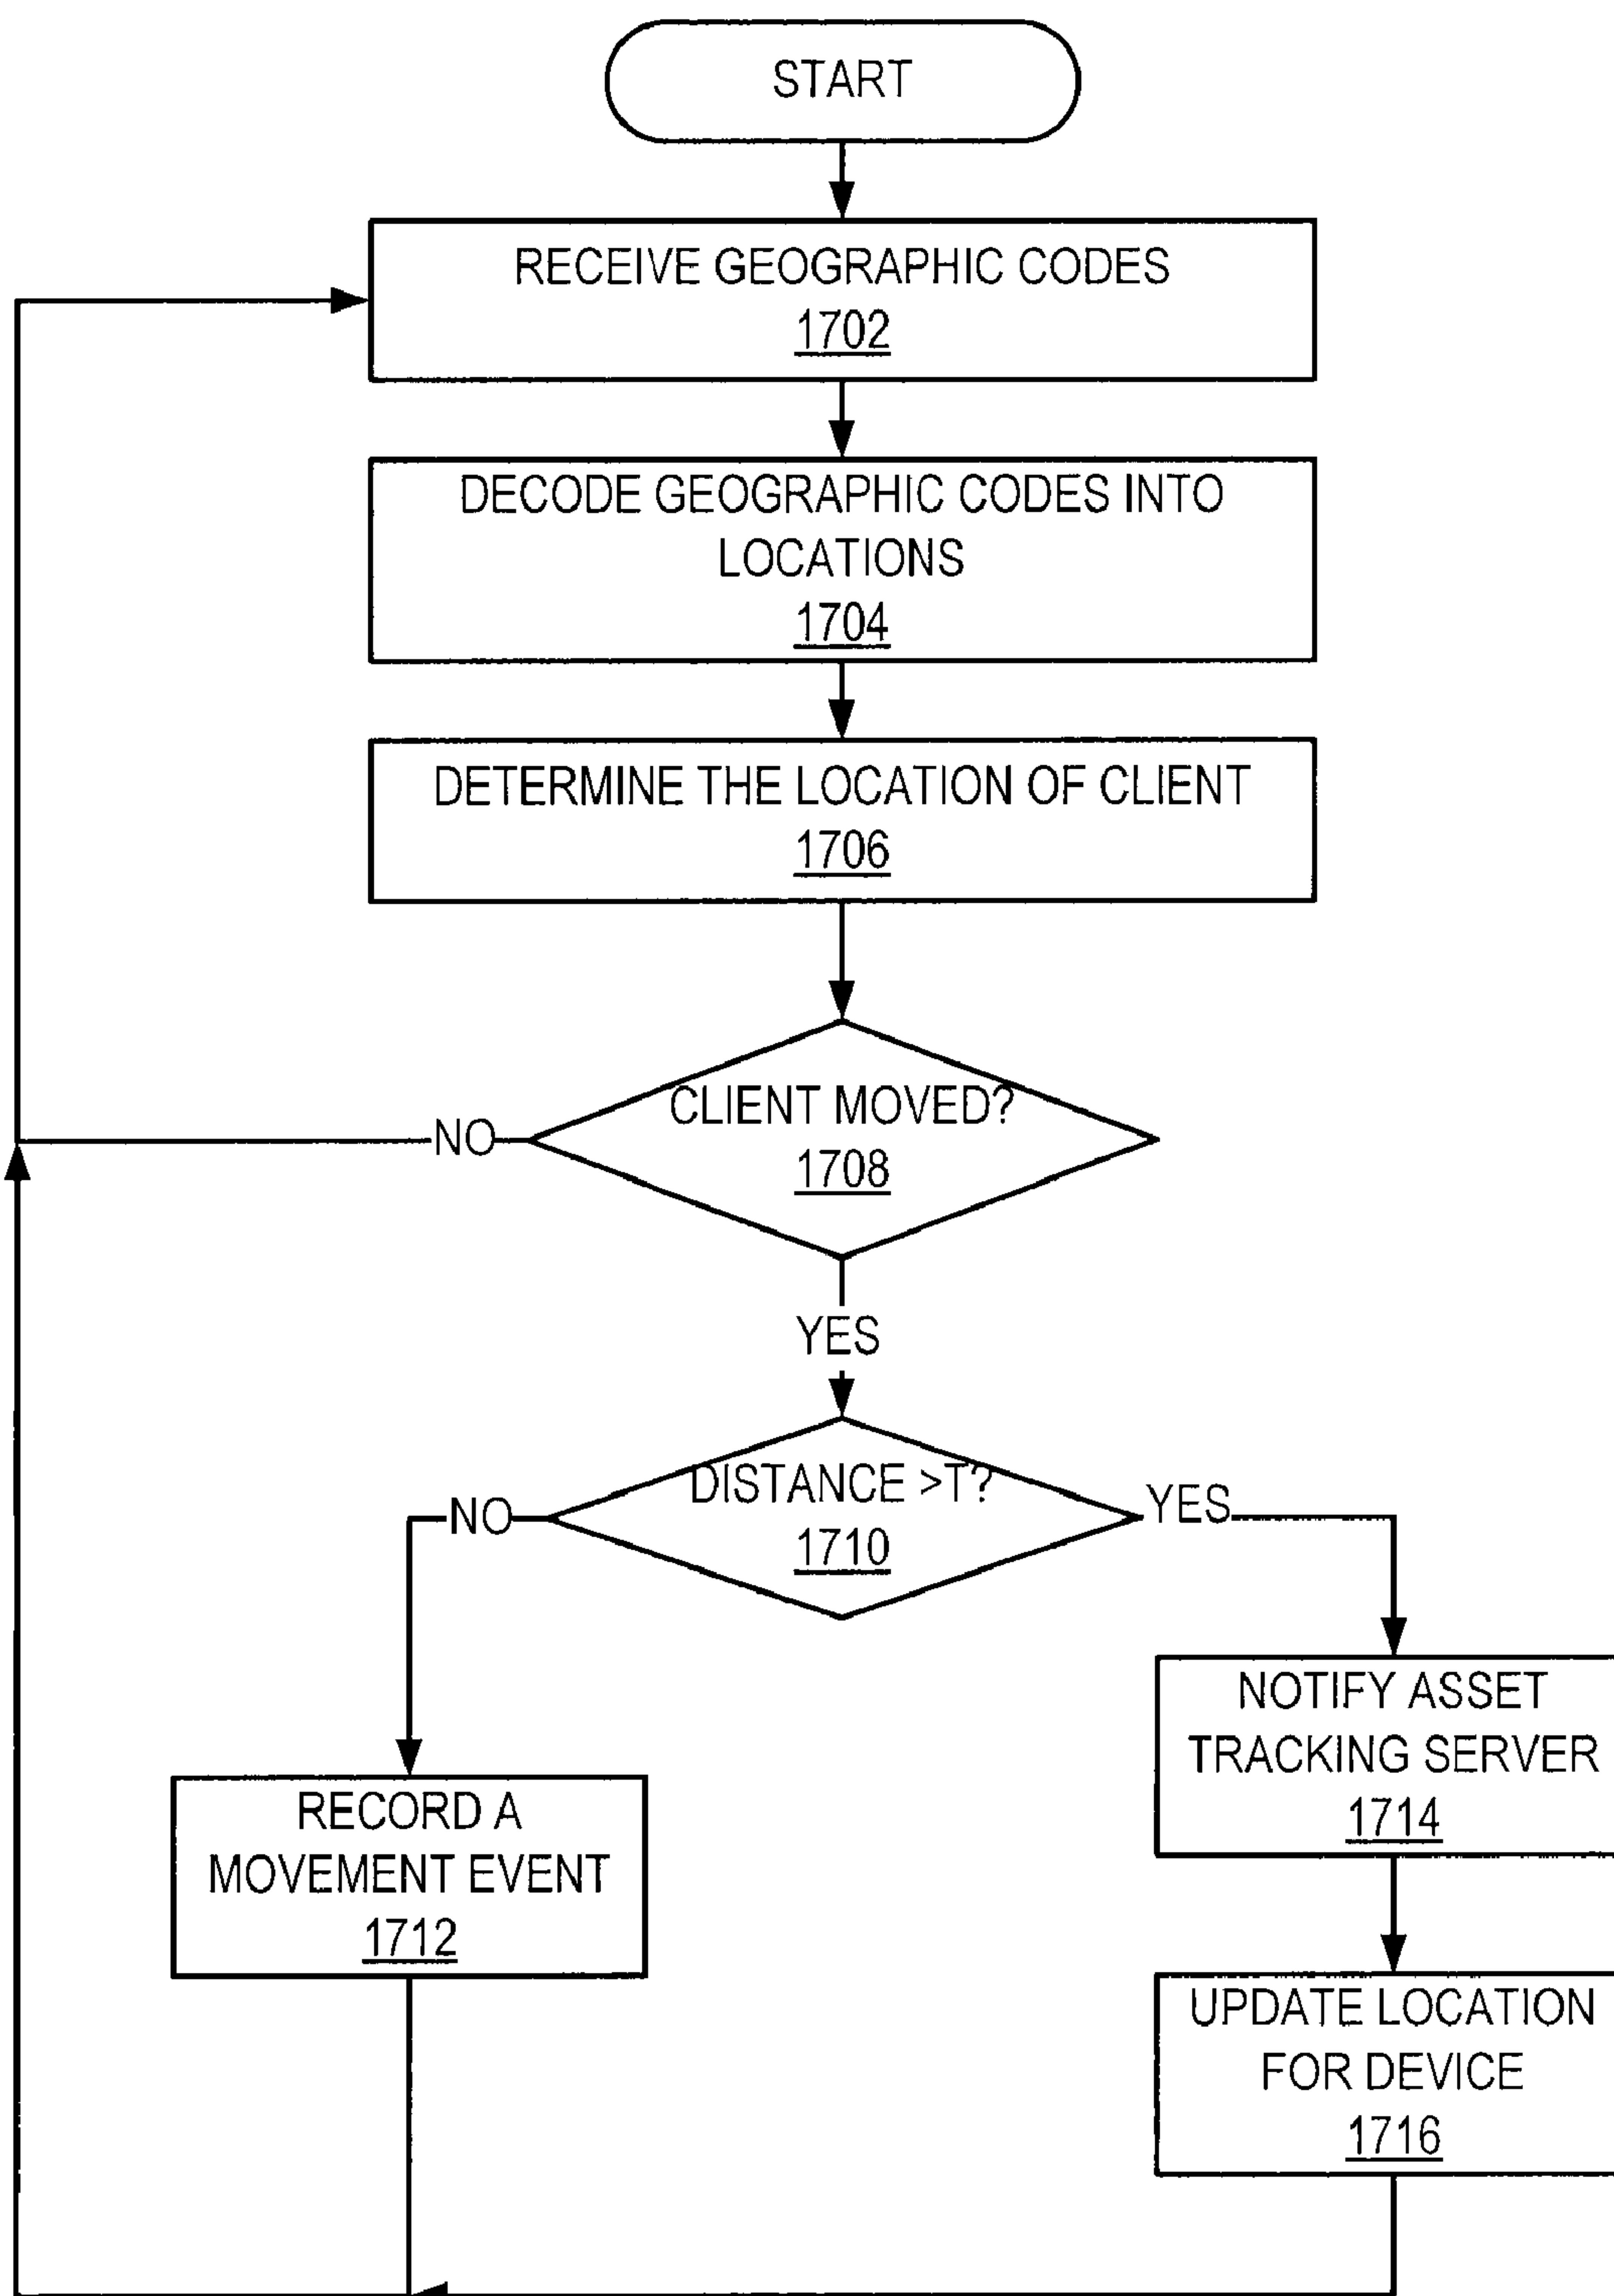 START
RECEIVE GEOGRAPHIC CODES
1702
DECODE GEOGRAPHIC CODES INTO
LOCATIONS
1704
DETERMINE THE LOCATION OF CLIENT
1706
CLIENT MOVED?
1708
NO
YES
DISTANCE >T?
1710
NO
YES
RECORD A
MOVEMENT EVENT
1712
NOTIFY ASSET
TRACKING SERVER
1714
UPDATE LOCATION
FOR DEVICE
1716